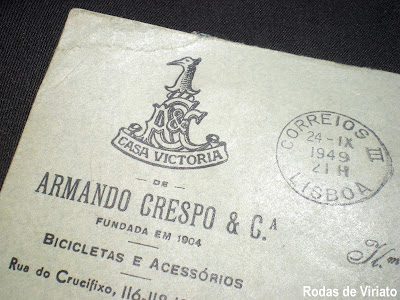 A&C
CASA VICTORIA
DE
ARMANDO CRESPO & C.A
FUNDADA EM 1904
BICICLETAS E ACESSÓRIOS
Rua do Crucifixo, 116-118
CORREIOS III
24-IX
1949
21 H
LISBOA
Rodas de Viriato